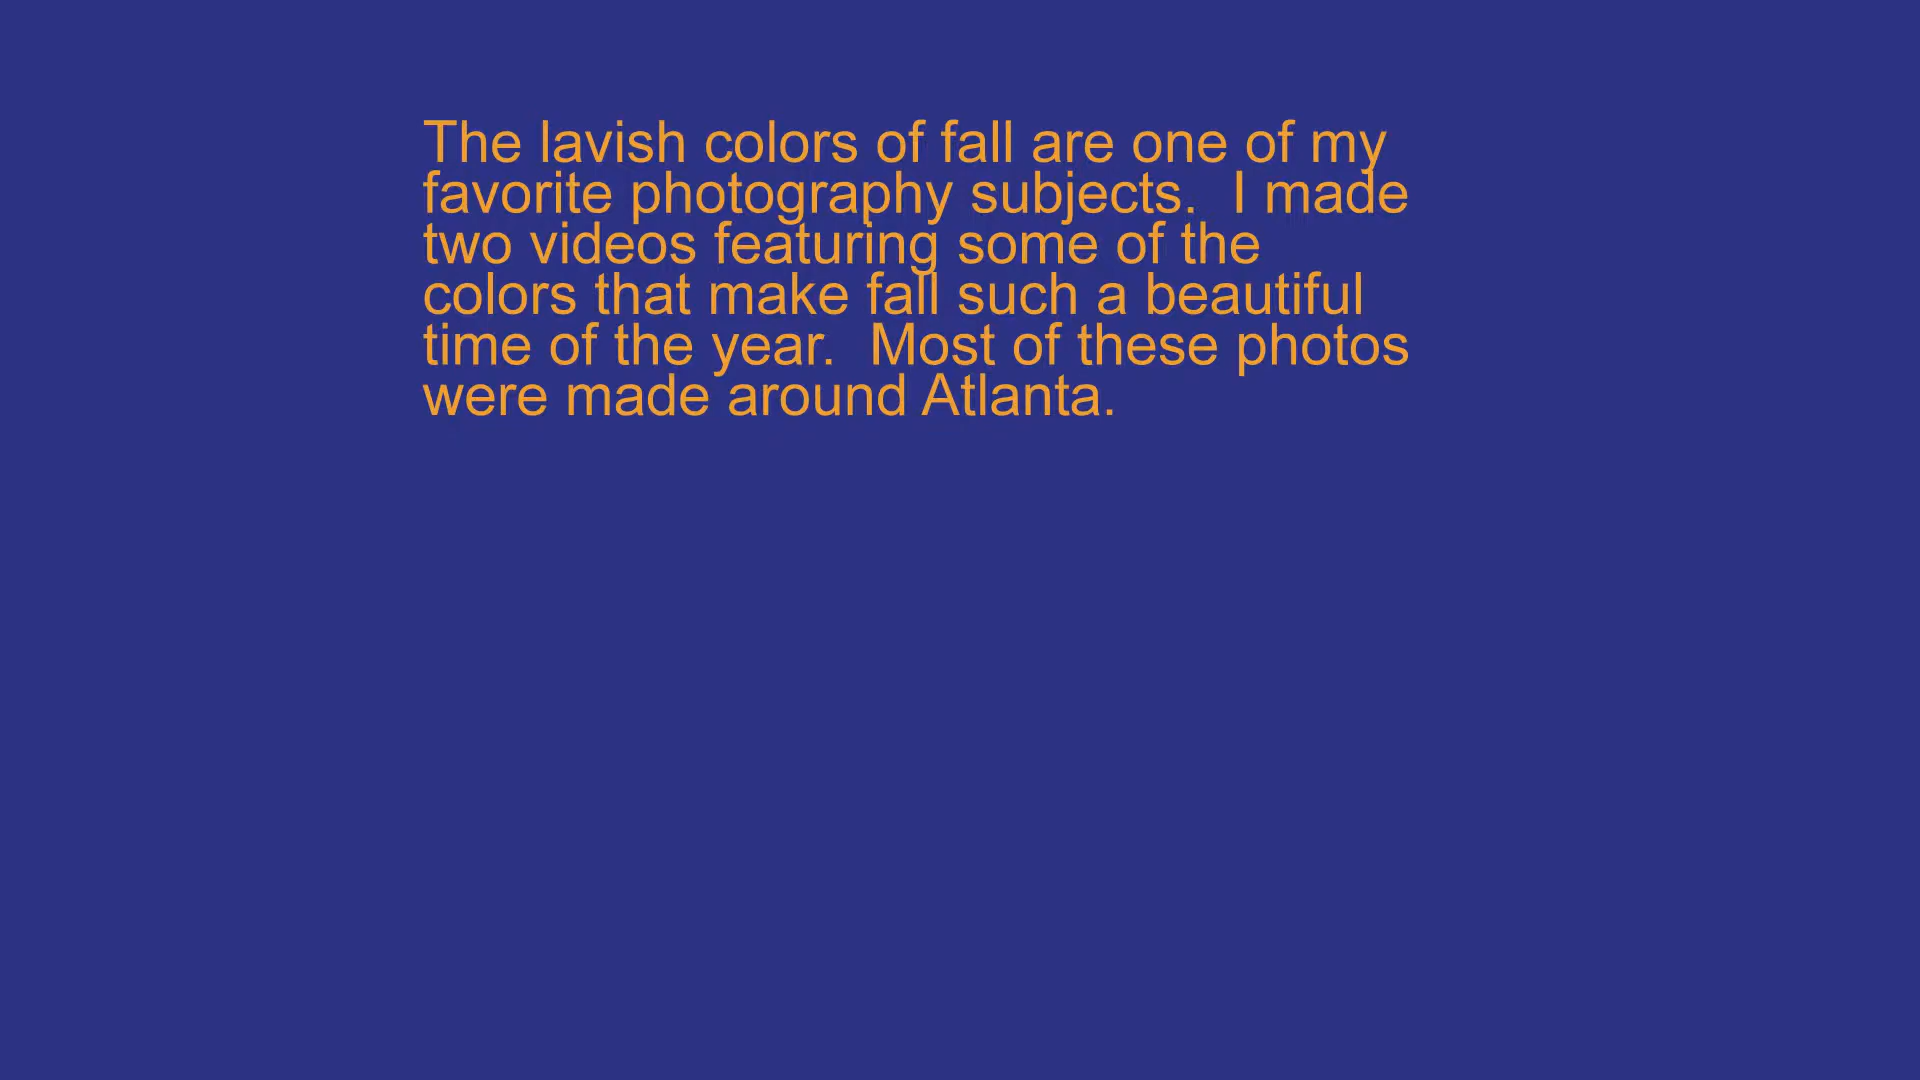 The lavish colors of fall are one of my
favorite photography subjects.  I made
two videos featuring some of the
colors that make fall such a beautiful
time of the year.  Most of these photos
were made around Atlanta.